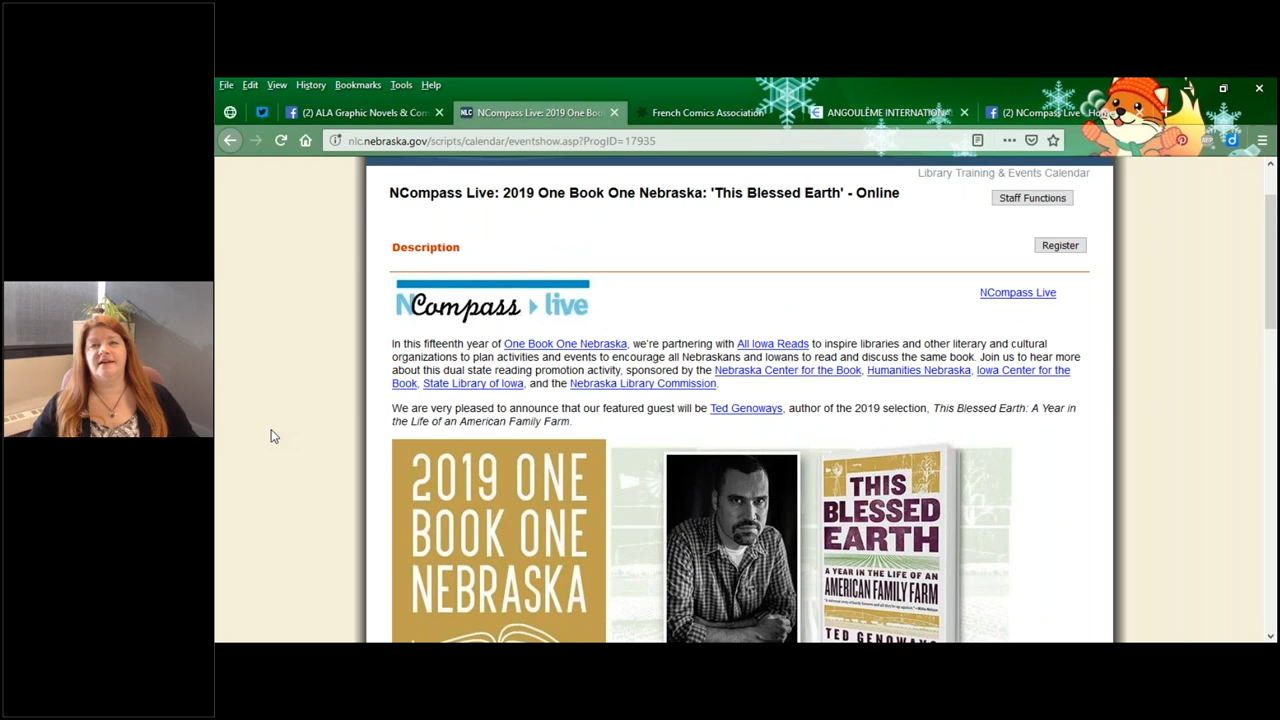 File Edit View History Bookmarks Tools Help
(2) ALA Graphic Novels & Com
NLC NCompass Live: 2019 One Boo
French Comics Association
ANGOULÊME INTERNATION
(2) NCompass Live - Home
nlc.nebraska.gov/scripts/calendar/eventshow.asp?ProgID=17935
Library Training & Events Calendar
NCompass Live: 2019 One Book One Nebraska: 'This Blessed Earth' - Online
Staff Functions
Description
Register
NCompass live
NCompass Live
In this fifteenth year of One Book One Nebraska, we're partnering with All Iowa Reads to inspire libraries and other literary and cultural
organizations to plan activities and events to encourage all Nebraskans and Iowans to read and discuss the same book. Join us to hear more
about this dual state reading promotion activity, sponsored by the Nebraska Center for the Book, Humanities Nebraska, Iowa Center for the
Book, State Library of Iowa, and the Nebraska Library Commission.
We are very pleased to announce that our featured guest will be Ted Genoways, author of the 2019 selection, This Blessed Earth: A Year in
the Life of an American Family Farm.
2019 ONE
BOOK ONE
NEBRASKA
THIS
BLESSED
EARTH
A YEAR IN THE LIFE OF AN
AMERICAN FAMILY FARM
TED GENOWAYS